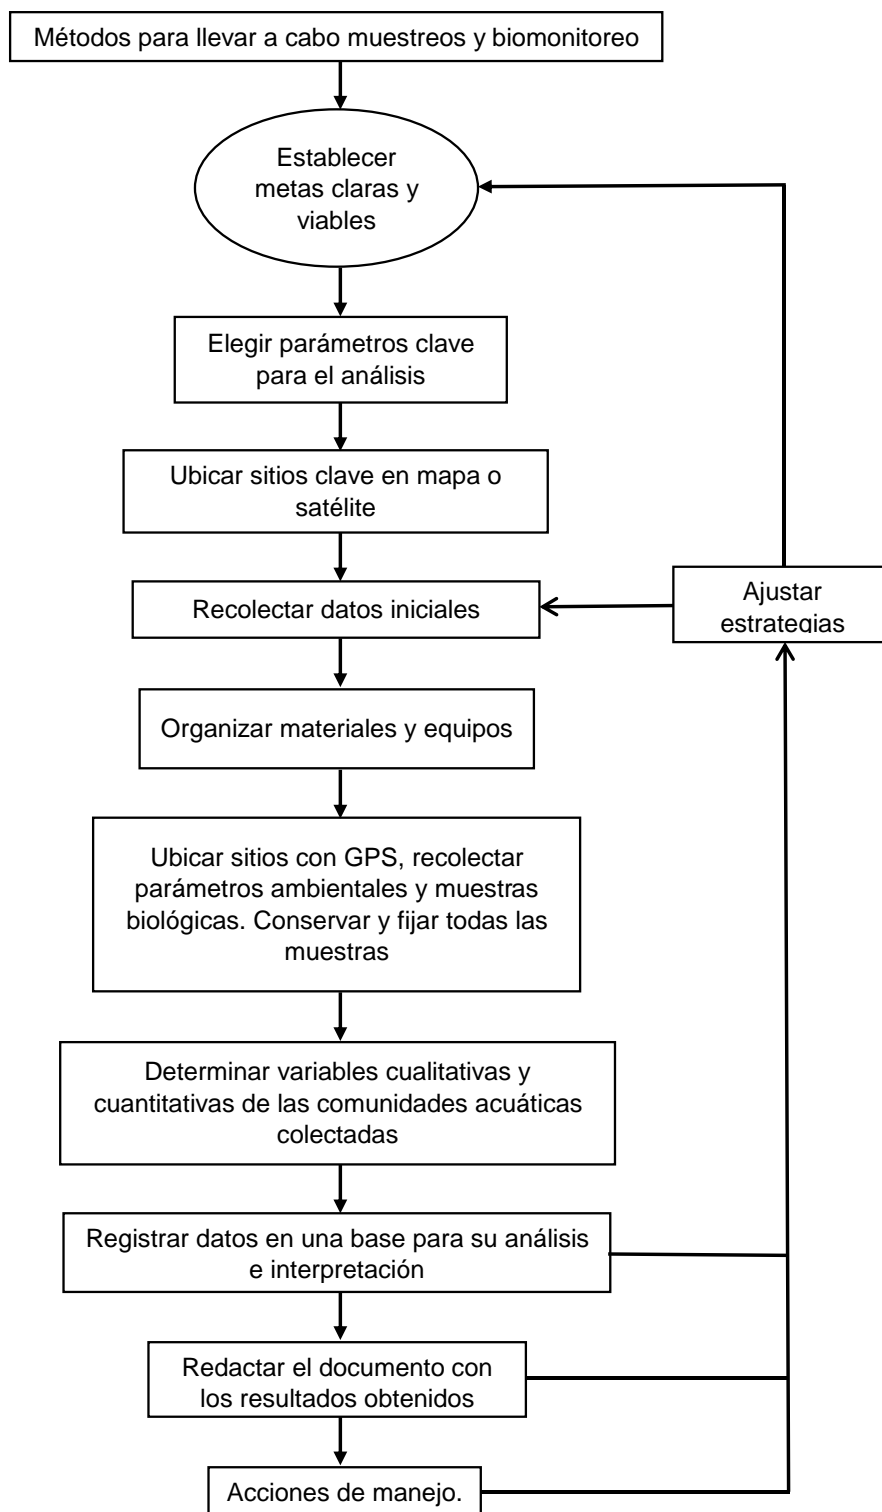 Métodos para llevar a cabo muestreos y biomonitoreo
Establecer
metas claras y
viables
Elegir parámetros clave
para el análisis
Ubicar sitios clave en mapa o
satélite
Recolectar datos iniciales
Ajustar
estrategias
Organizar materiales y equipos
Ubicar sitios con GPS, recolectar
parámetros ambientales y muestras
biológicas. Conservar y fijar todas las
muestras
Determinar variables cualitativas y
cuantitativas de las comunidades acuáticas
colectadas
Registrar datos en una base para su análisis
e interpretación
Redactar el documento con
los resultados obtenidos
Acciones de manejo.